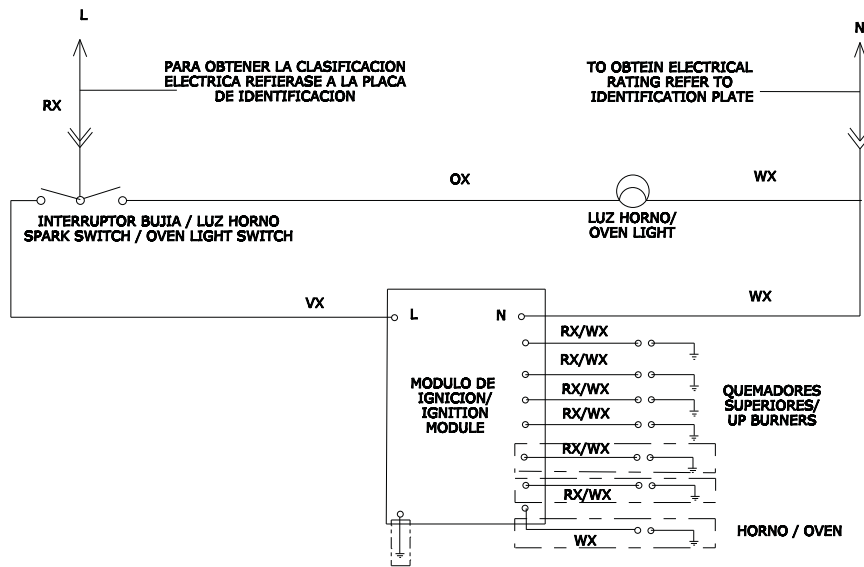 L
N
PARA OBTENER LA CLASIFICACION
ELECTRICA REFIERASE A LA PLACA
DE IDENTIFICACION
TO OBTEIN ELECTRICAL
RATING REFER TO
IDENTIFICATION PLATE
RX
OX
WX
INTERRUPTOR BUJIA / LUZ HORNO
SPARK SWITCH / OVEN LIGHT SWITCH
LUZ HORNO/
OVEN LIGHT
VX
WX
L
N
RX/WX
RX/WX
RX/WX
RX/WX
RX/WX
RX/WX
WX
MODULO DE
IGNICION/
IGNITION
MODULE
QUEMADORES
SUPERIORES/
UP BURNERS
HORNO / OVEN